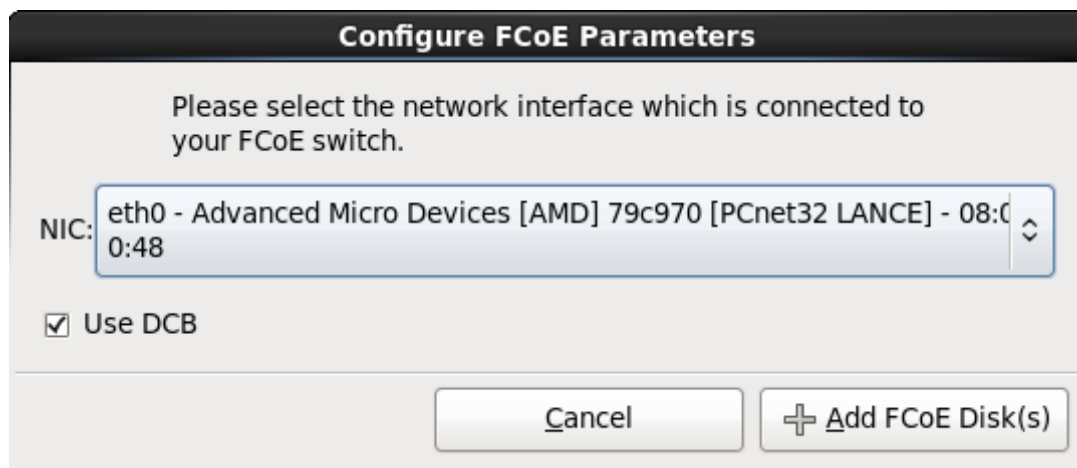 Configure FCoE Parameters
Please select the network interface which is connected to
your FCoE switch.
NIC:
eth0 - Advanced Micro Devices [AMD] 79c970 [PCnet32 LANCE] - 08:0
0:48
Use DCB
Cancel
Add FCoE Disk(s)